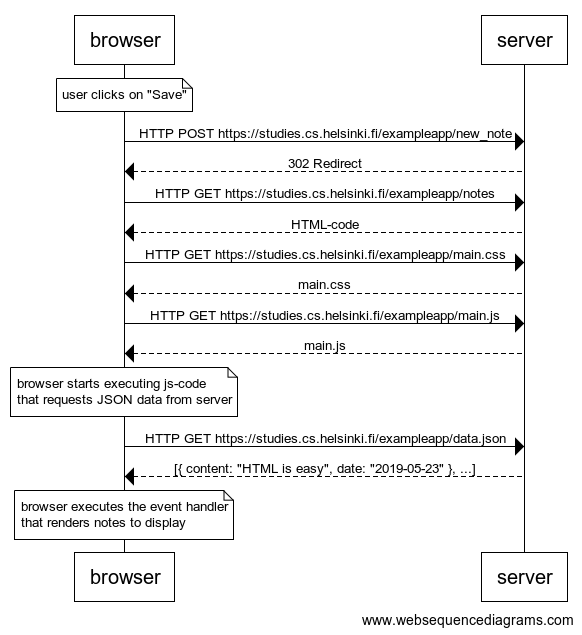 browser
server
user clicks on "Save"
HTTP POST https://studies.cs.helsinki.fi/exampleapp/new_note
302 Redirect
HTTP GET https://studies.cs.helsinki.fi/exampleapp/notes
HTML-code
HTTP GET https://studies.cs.helsinki.fi/exampleapp/main.css
main.css
HTTP GET https://studies.cs.helsinki.fi/exampleapp/main.js
main.js
browser starts executing js-code
that requests JSON data from server
HTTP GET https://studies.cs.helsinki.fi/exampleapp/data.json
[{ content: "HTML is easy", date: "2019-05-23" }, ...]
browser executes the event handler
that renders notes to display
browser
server
www.websequencediagrams.com